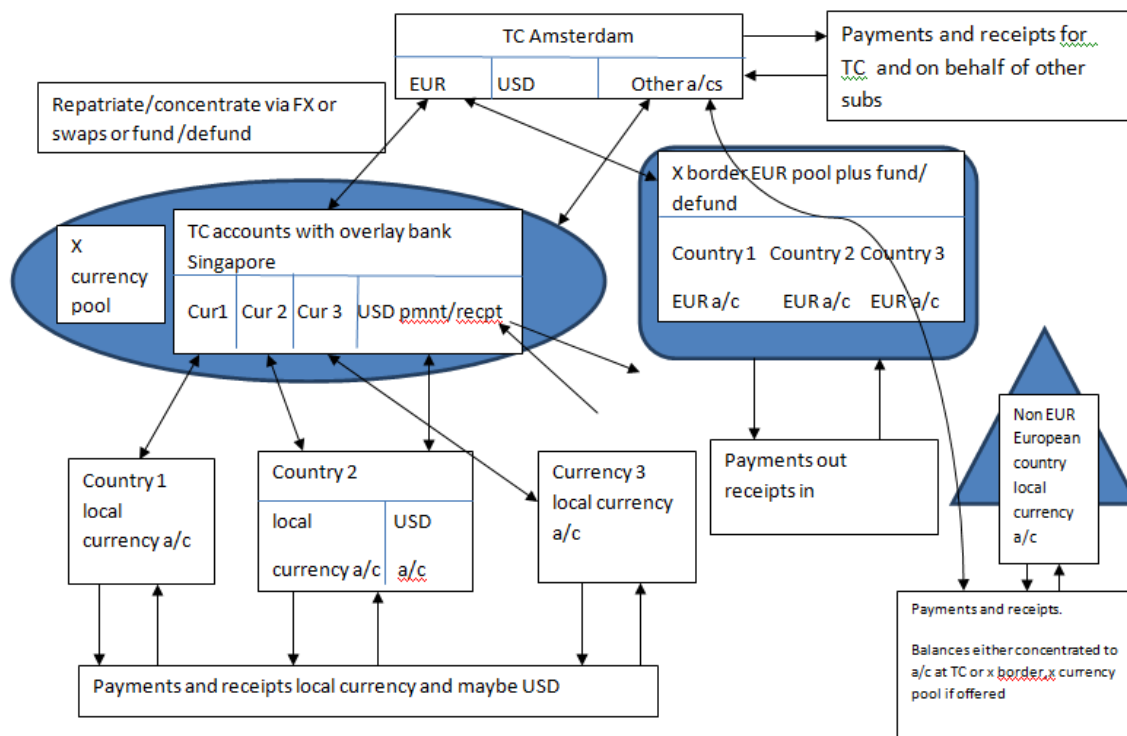 TC Amsterdam
EUR USD Other a/cs
Payments and receipts for
TC and on behalf of other
subs
Repatriate/concentrate via FX or
swaps or fund /defund
X border EUR pool plus fund/
defund
Country 1 Country 2 Country 3
EUR a/c EUR a/c EUR a/c
X
currency
pool
TC accounts with overlay bank
Singapore
Cur1 Cur 2 Cur 3 USD pmnt/recpt
Non EUR
European
country
local
currency
a/c
Country 1
local
currency a/c
Country 2
local USD
currency a/c a/c
Currency 3
local currency
a/c
Payments out
receipts in
Payments and receipts.
Balances either concentrated to
a/c at TC or x border,x currency
pool if offered
Payments and receipts local currency and maybe USD